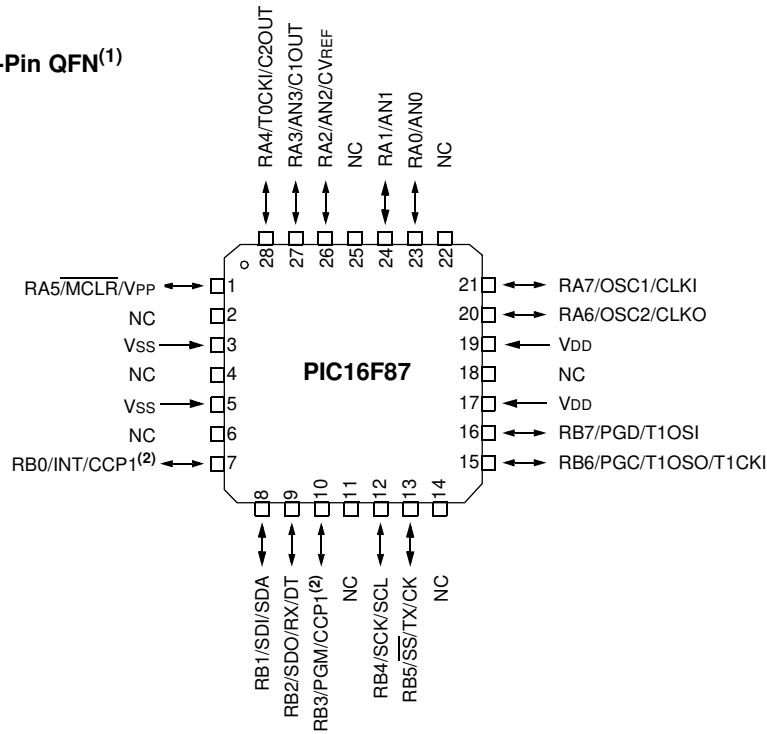 -Pin QFN(1)
RA4/T0CKI/C2OUT
RA3/AN3/C1OUT
RA2/AN2/CVREF
NC
RA1/AN1
RA0/AN0
NC
28
27
26
25
24
23
22
RA5/MCLR/VPP
1
NC
2
VSS
3
NC
4
VSS
5
NC
6
RB0/INT/CCP1(2)
7
PIC16F87
21
RA7/OSC1/CLKI
20
RA6/OSC2/CLKO
19
VDD
18
NC
17
VDD
16
RB7/PGD/T1OSI
15
RB6/PGC/T1OSO/T1CKI
8
9
10
11
12
13
14
RB1/SDI/SDA
RB2/SDO/RX/DT
RB3/PGM/CCP1(2)
NC
RB4/SCK/SCL
RB5/SS/TX/CK
NC